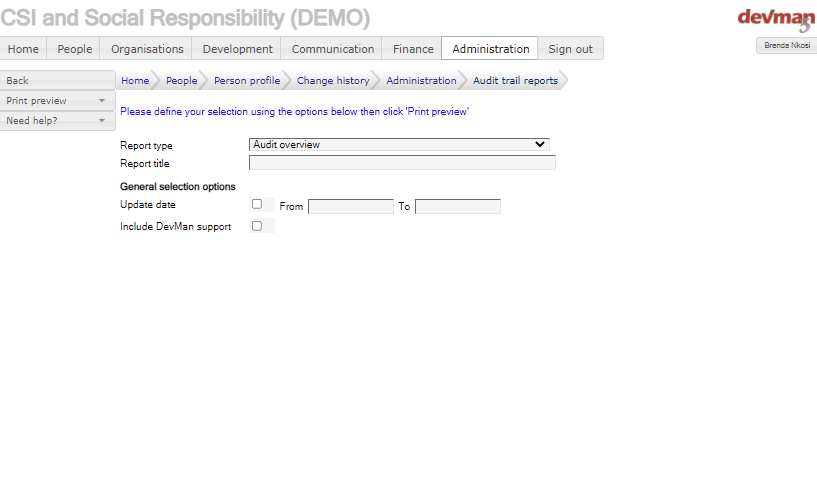 CSI and Social Responsibility (DEMO)
devman
3
Home People Organisations Development Communication Finance Administration Sign out
Brenda Nkosi
Back
Print preview
Need help?
Home People Person profile Change history Administration Audit trail reports
Please define your selection using the options below then click 'Print preview'
Report type Audit overview
Report title
General selection options
Update date From To
Include DevMan support